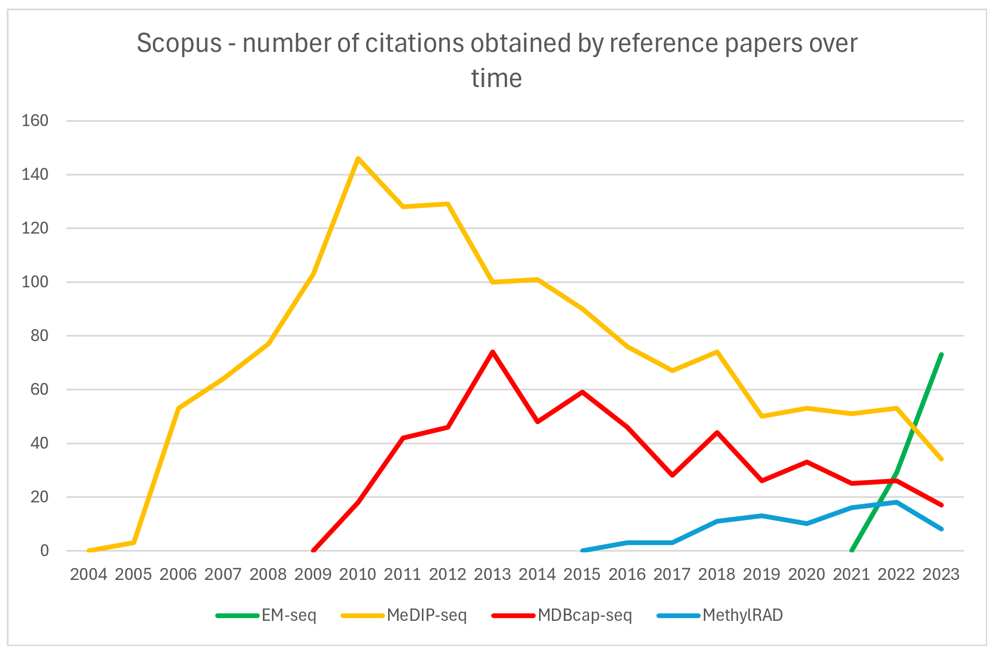 Scopus - number of citations obtained by reference papers over
time
160
140
120
100
80
60
40
20
0
2004 2005 2006 2007 2008 2009 2010 2011 2012 2013 2014 2015 2016 2017 2018 2019 2020 2021 2022 2023
EM-seq MeDIP-seq MDBcap-seq MethylRAD